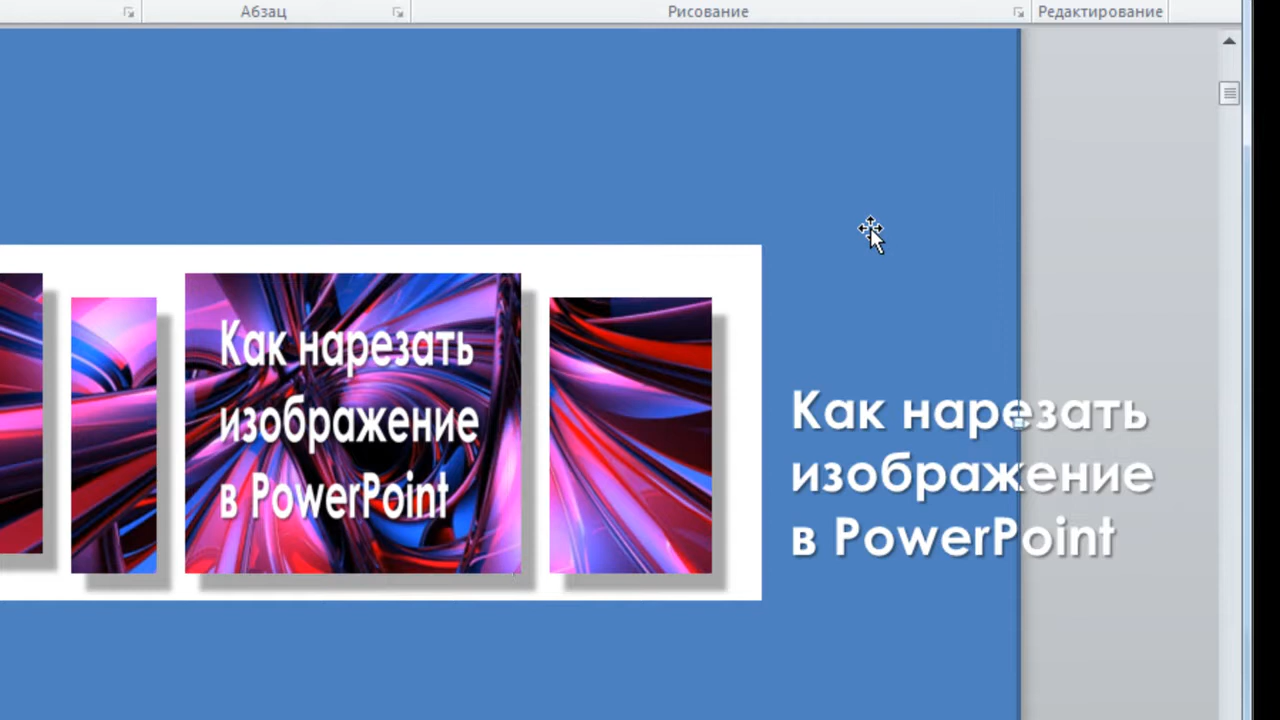 Абзац
Рисование
Редактирование
Как нарезать
изображение
в PowerPoint
Как нарезать
изображение
в PowerPoint